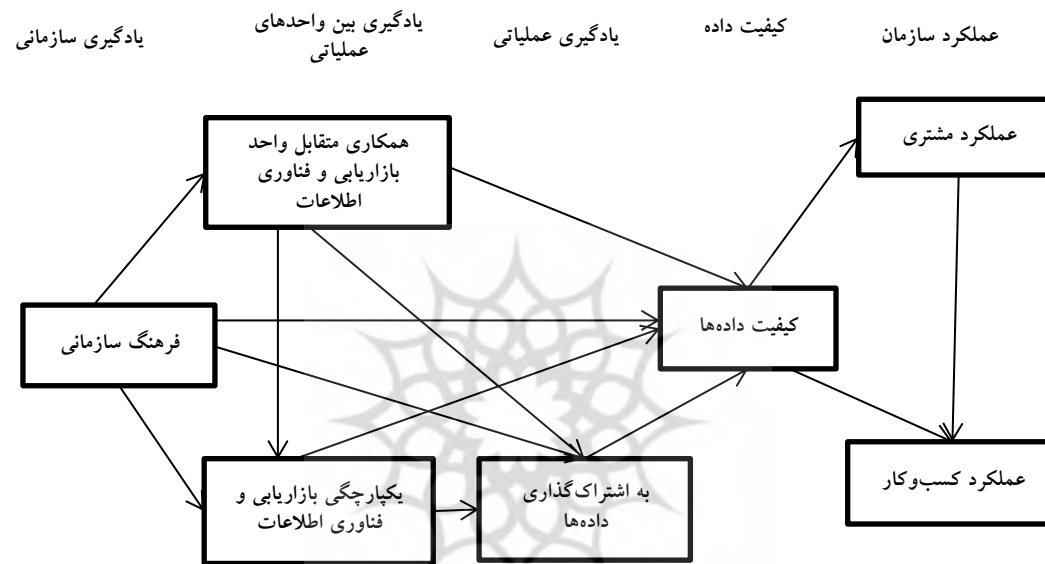 عملکرد سازمان
کیفیت داده
یادگیری عملیاتی
یادگیری بین واحدهای
عملیاتی
یادگیری سازمانی
عملکرد مشتری
همکاری متقابل واحد
بازاریابی و فناوری
اطلاعات
کیفیت داده‌ها
فرهنگ سازمانی
عملکرد کسب‌وکار
به اشتراک‌گذاری
داده‌ها
یکپارچگی بازاریابی و
فناوری اطلاعات